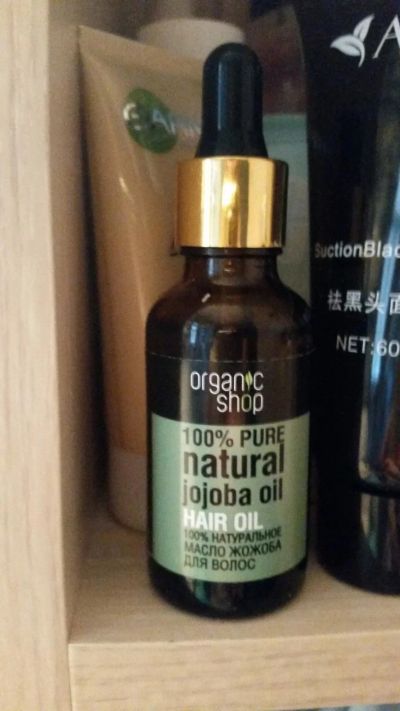 organic
shop
100% PURE
natural
jojoba oil
HAIR OIL
100% НАТУРАЛЬНОЕ
МАСЛО ЖОЖОБА
ДЛЯ ВОЛОС
A
SuctionBlac
祛黑头面
NET:60